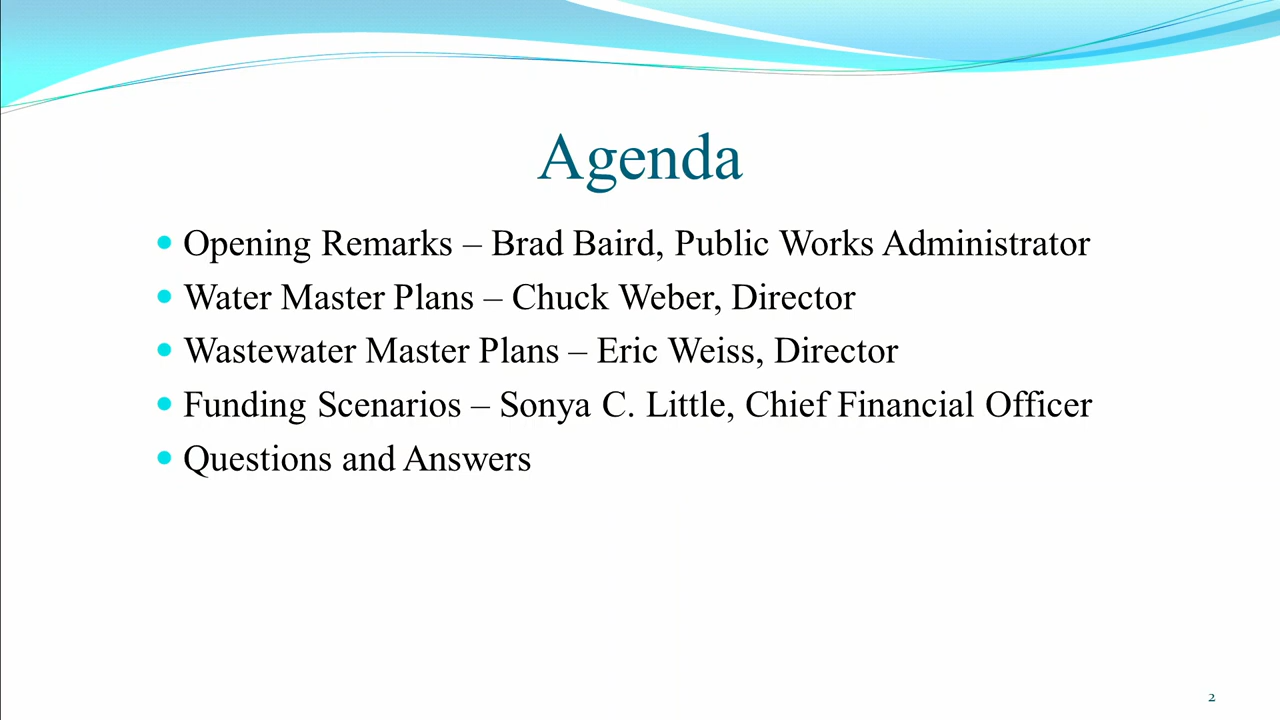 Agenda
• Opening Remarks – Brad Baird, Public Works Administrator
• Water Master Plans – Chuck Weber, Director
• Wastewater Master Plans – Eric Weiss, Director
• Funding Scenarios – Sonya C. Little, Chief Financial Officer
• Questions and Answers
2